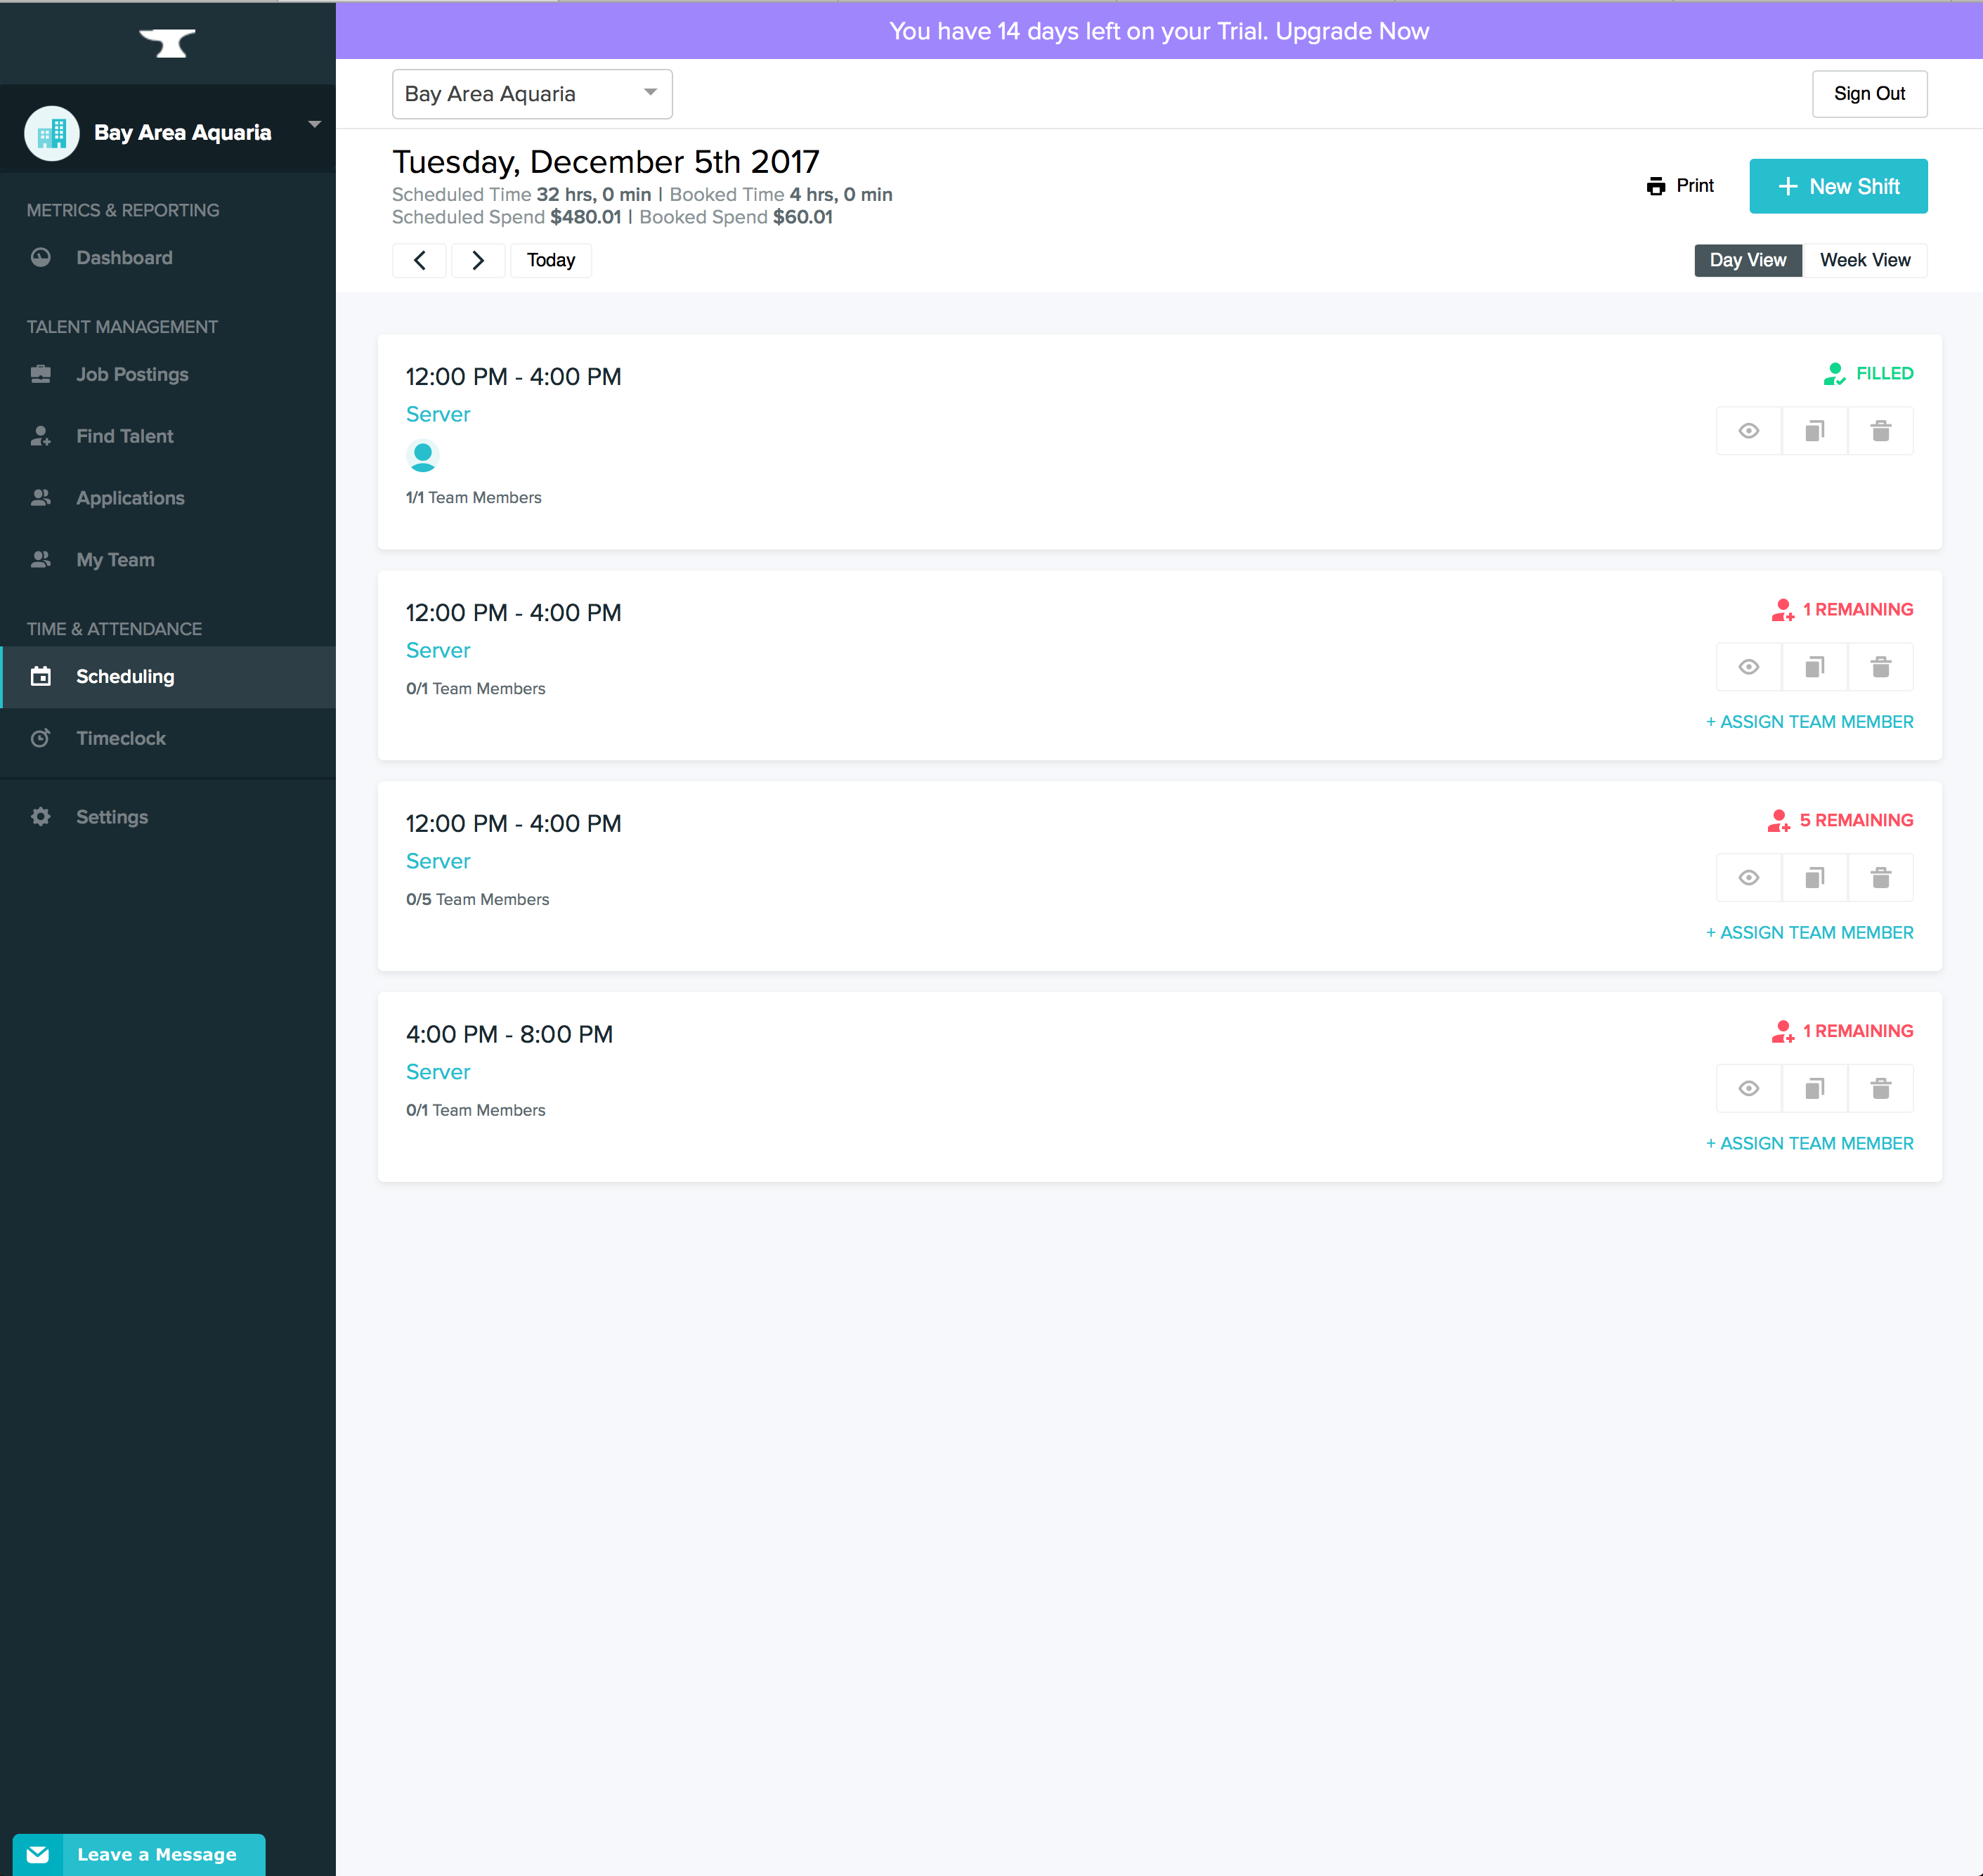 You have 14 days left on your Trial. Upgrade Now
Bay Area Aquaria
Sign Out
Bay Area Aquaria
METRICS & REPORTING
Dashboard
TALENT MANAGEMENT
Job Postings
Find Talent
Applications
My Team
TIME & ATTENDANCE
Scheduling
Timeclock
Settings
Leave a Message
Tuesday, December 5th 2017
Scheduled Time 32 hrs, 0 min | Booked Time 4 hrs, 0 min
Scheduled Spend $480.01 | Booked Spend $60.01
Print
+ New Shift
Today
Day View
Week View
12:00 PM - 4:00 PM
FILLED
Server
1/1 Team Members
12:00 PM - 4:00 PM
1 REMAINING
Server
0/1 Team Members
+ ASSIGN TEAM MEMBER
12:00 PM - 4:00 PM
5 REMAINING
Server
0/5 Team Members
+ ASSIGN TEAM MEMBER
4:00 PM - 8:00 PM
1 REMAINING
Server
0/1 Team Members
+ ASSIGN TEAM MEMBER